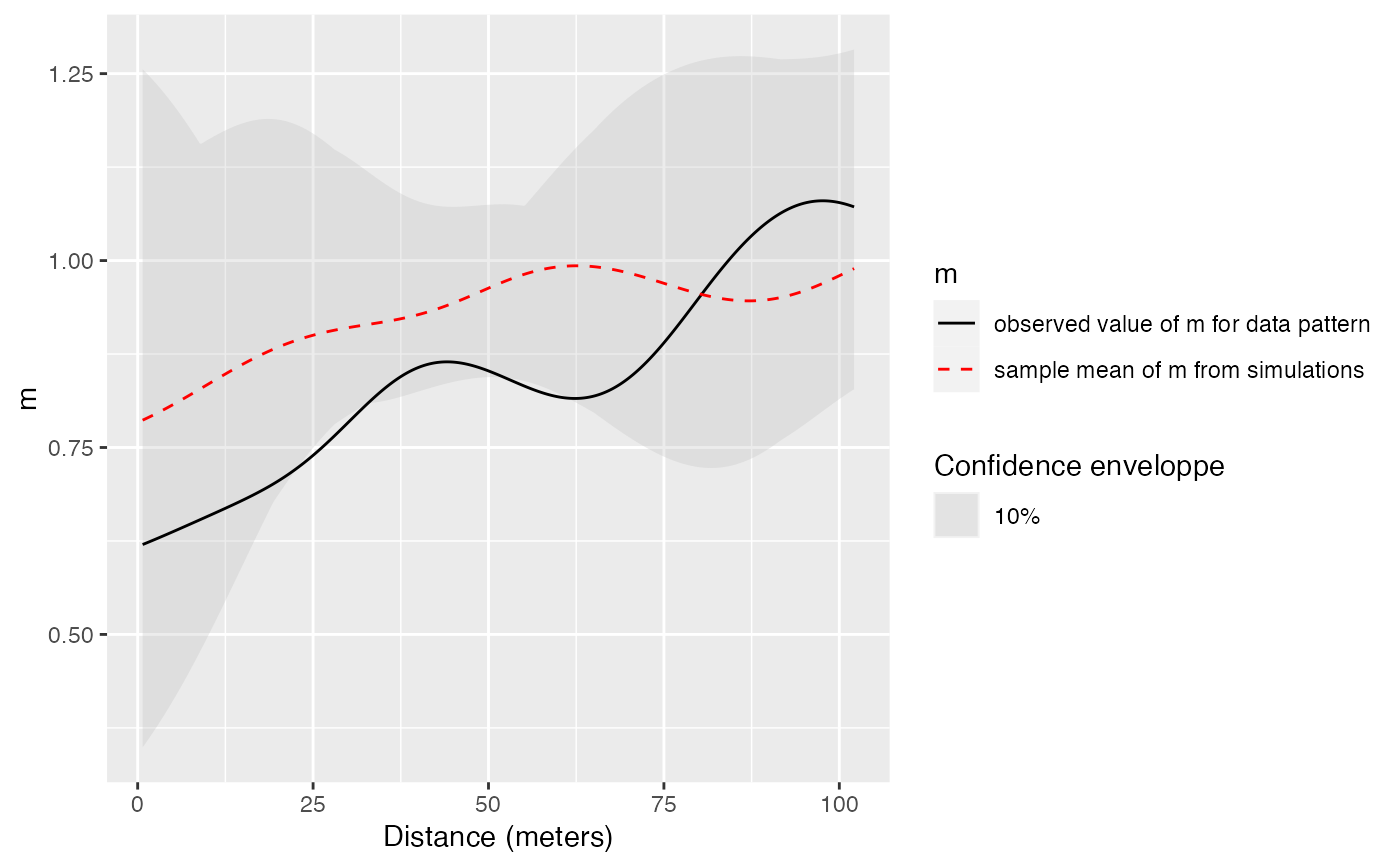 1.25
1.00
0.75
0.50
m
0
25
50
75
100
Distance (meters)
m
observed value of m for data pattern
sample mean of m from simulations
Confidence enveloppe
10%